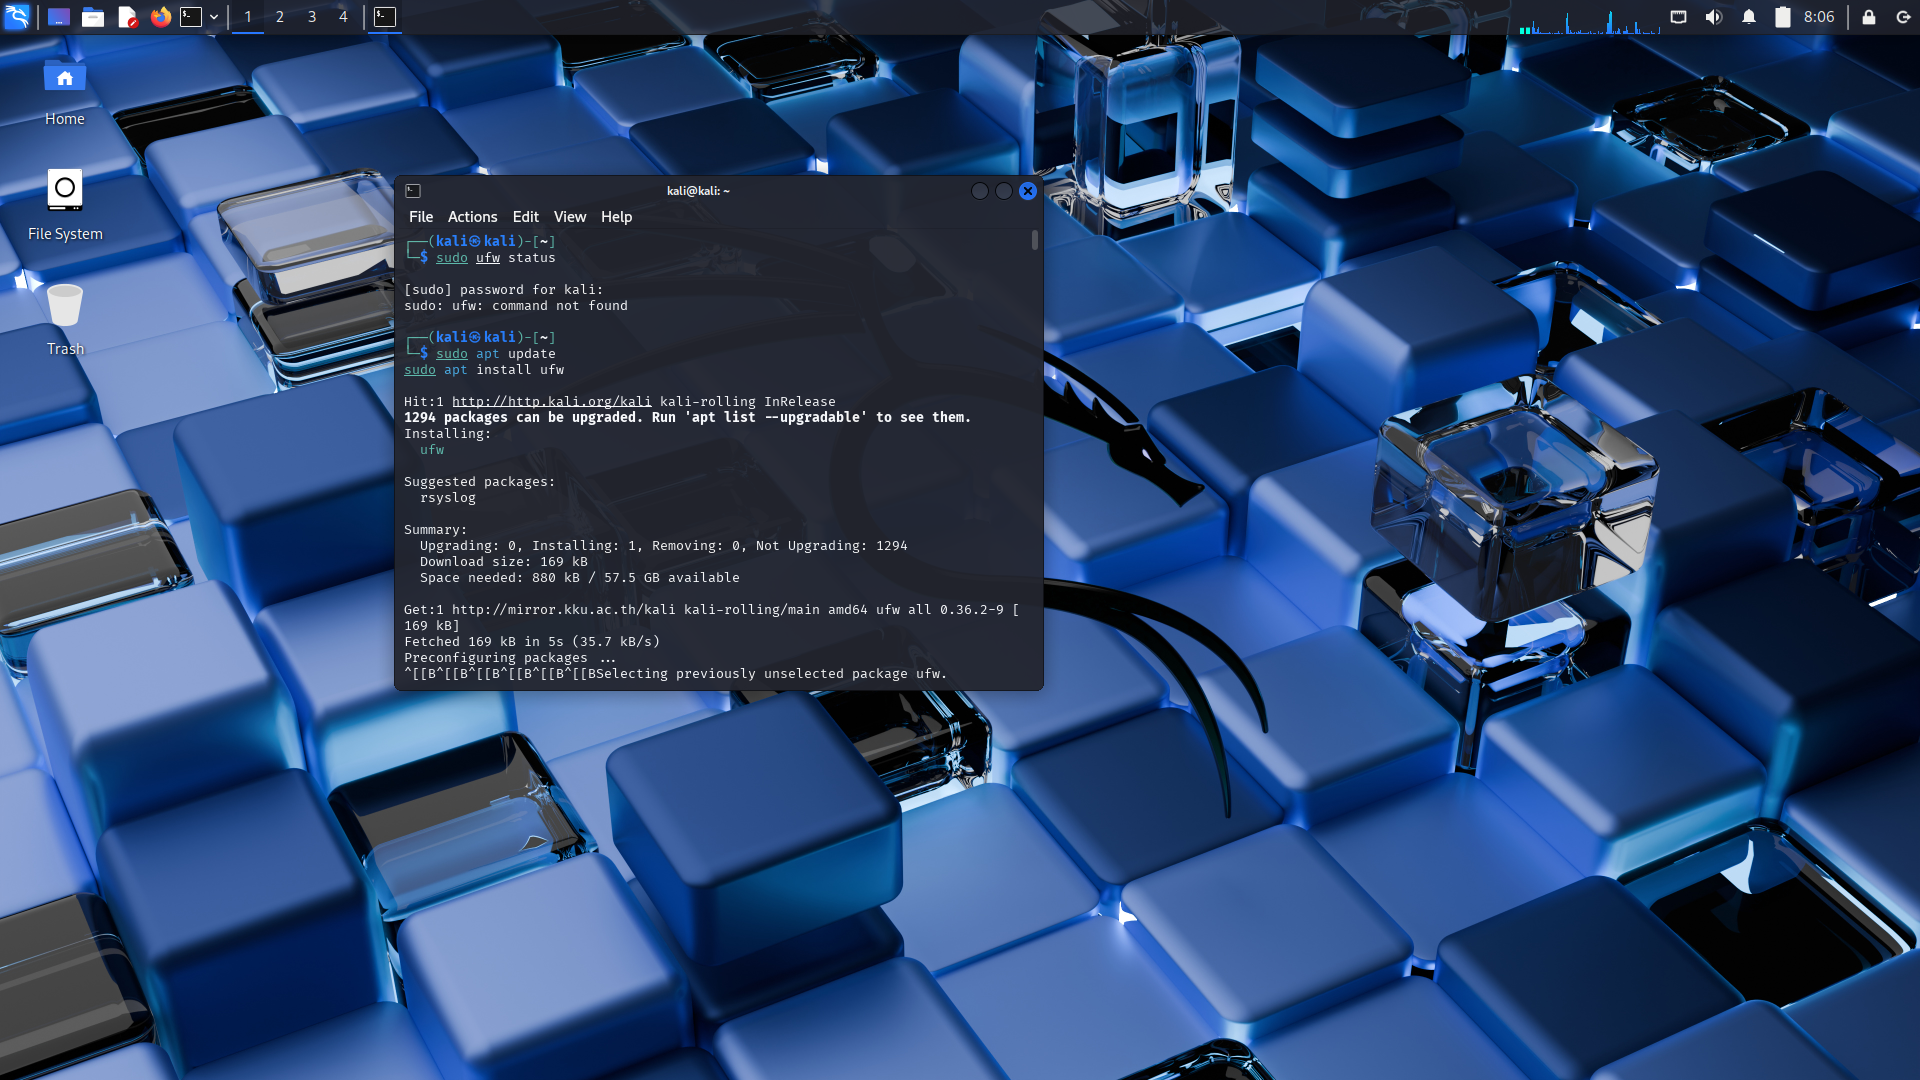 1
2
3
4
8:06
Home
File System
Trash
kali@kali: ~
File Actions Edit View Help
┌──(kali㉿kali)-[~]
└─$ sudo ufw status
[sudo] password for kali:
sudo: ufw: command not found
┌──(kali㉿kali)-[~]
└─$ sudo apt update
sudo apt install ufw
Hit:1 http://http.kali.org/kali kali-rolling InRelease
1294 packages can be upgraded. Run 'apt list --upgradable' to see them.
Installing:
ufw
Suggested packages:
rsyslog
Summary:
Upgrading: 0, Installing: 1, Removing: 0, Not Upgrading: 1294
Download size: 169 kB
Space needed: 880 kB / 57.5 GB available
Get:1 http://mirror.kku.ac.th/kali kali-rolling/main amd64 ufw all 0.36.2-9 [
169 kB]
Fetched 169 kB in 5s (35.7 kB/s)
Preconfiguring packages ...
^[[B^[[B^[[B^[[B^[[B^[[BSelecting previously unselected package ufw.